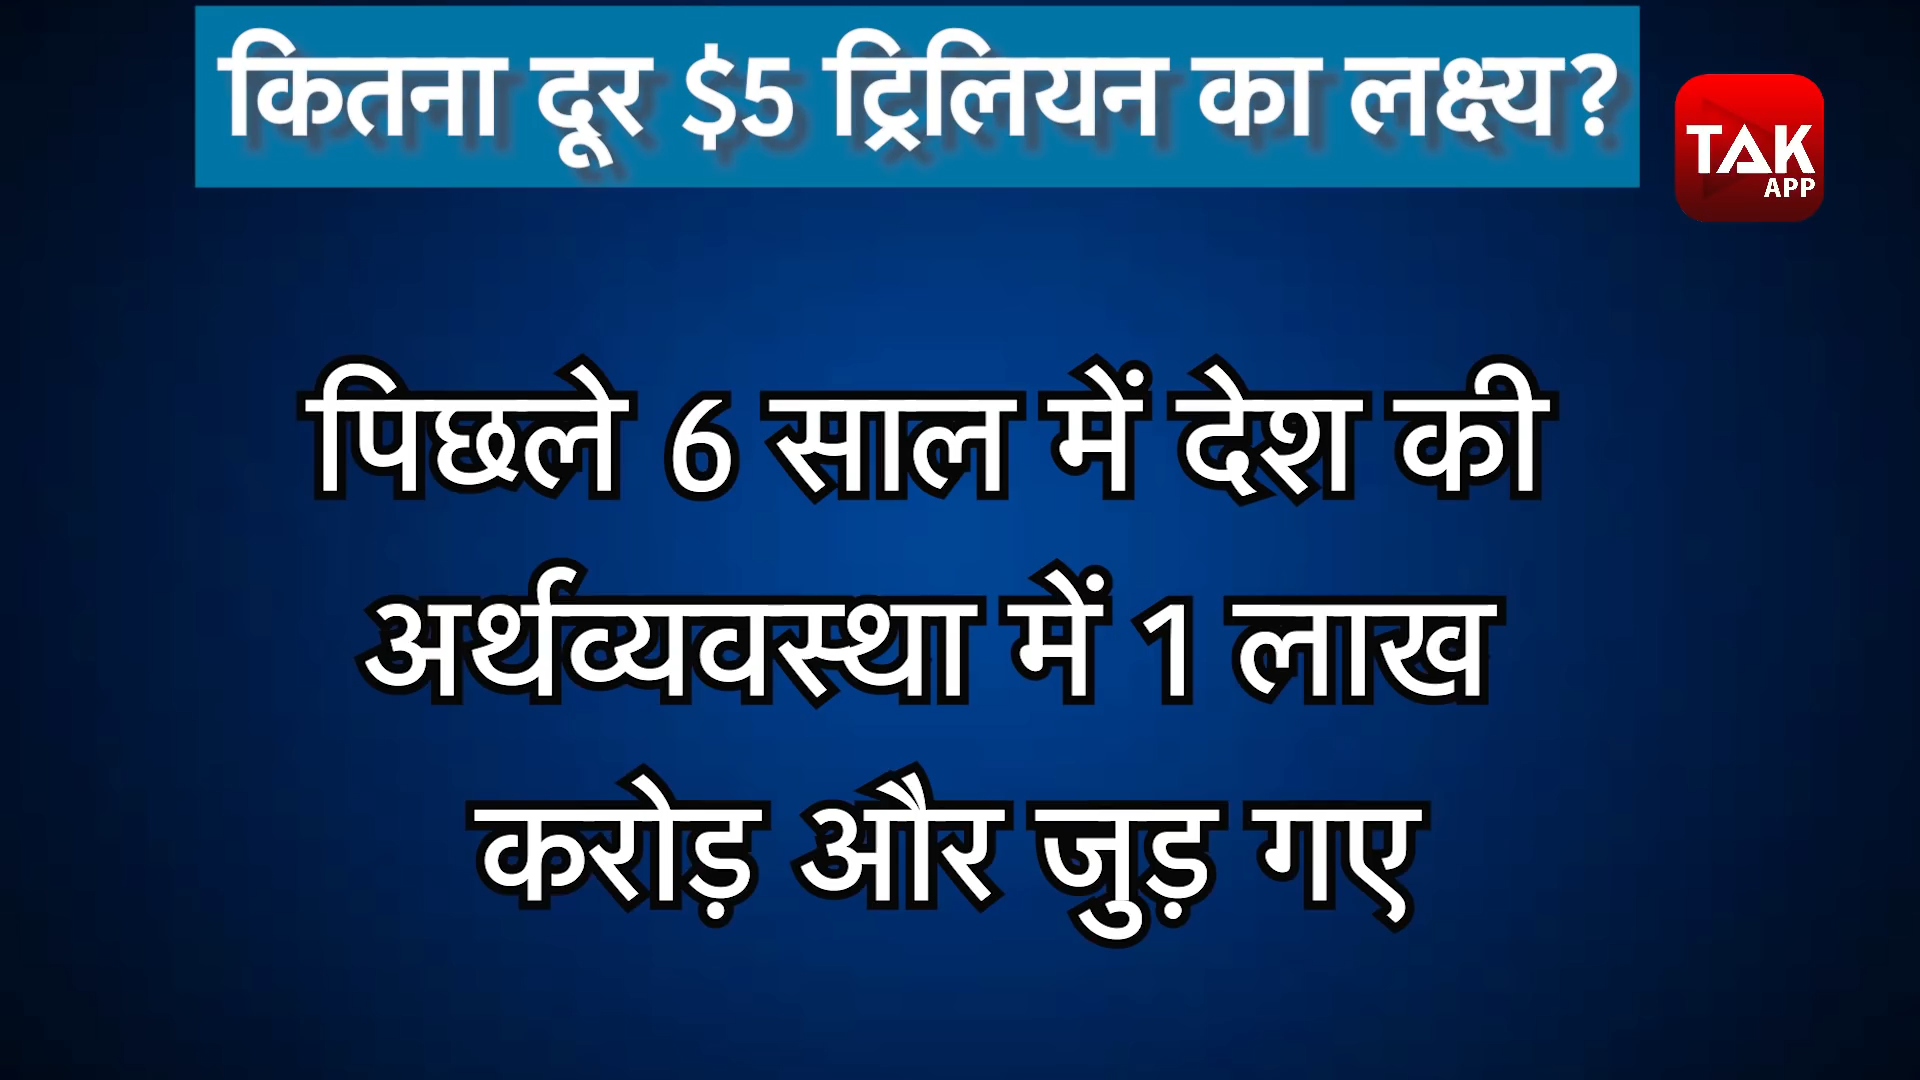 कितना दूर $5 ट्रिलियन का लक्ष्य?
TAK
APP
पिछले 6 साल में देश की
अर्थव्यवस्था में 1 लाख
करोड़ और जुड़ गए